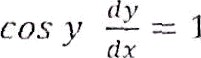 cos y dy/dx = 1